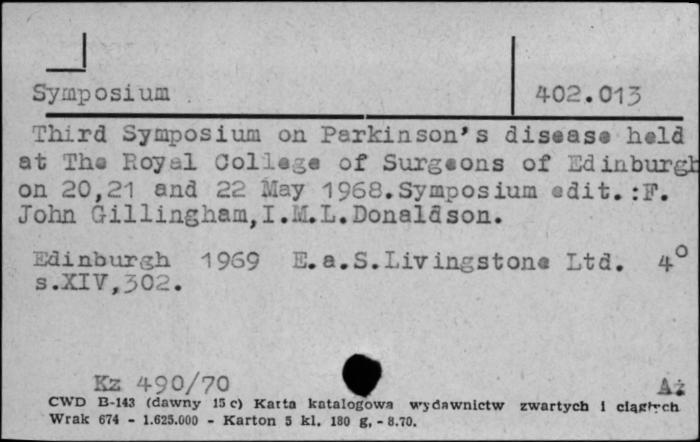 Symposium 402.013
Third Symposium on Parkinson's disease held
at The Royal College of Surgeons of Edinburgh
on 20,21 and 22 May 1968.Symposium edit.:F.
John Gillingham,I.M.L.Donaldson.
Edinburgh 1969 E.a.S.Livingstone Ltd. 4°
s.XIV,302.
Kz 490/70 Aż
CWD B-143 (dawny 15 c) Karta katalogowa wydawnictw zwartych i ciągłych
Wrak 674 - 1.625.000 - Karton 5 kl. 180 g. - 8.70.